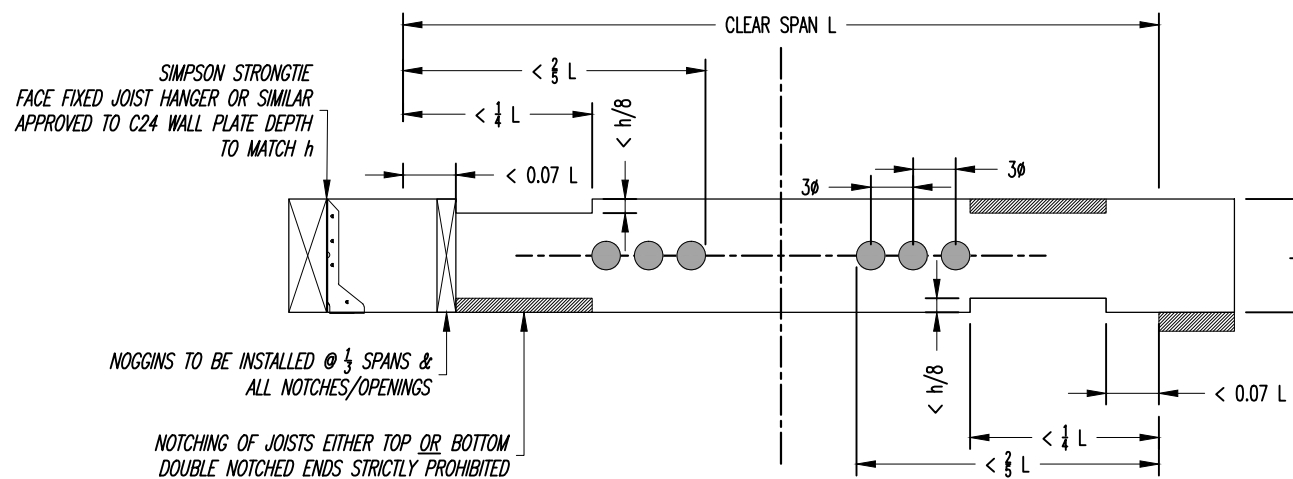 CLEAR SPAN L
SIMPSON STRONGTIE
FACE FIXED JOIST HANGER OR SIMILAR
APPROVED TO C24 WALL PLATE DEPTH
TO MATCH h
< 2/5 L
< 1/4 L
< h/8
< 0.07 L
3ø
3ø
NOGGINS TO BE INSTALLED @ 1/3 SPANS &
ALL NOTCHES/OPENINGS
< h/8
< 0.07 L
NOTCHING OF JOISTS EITHER TOP OR BOTTOM
DOUBLE NOTCHED ENDS STRICTLY PROHIBITED
< 1/4 L
< 2/5 L